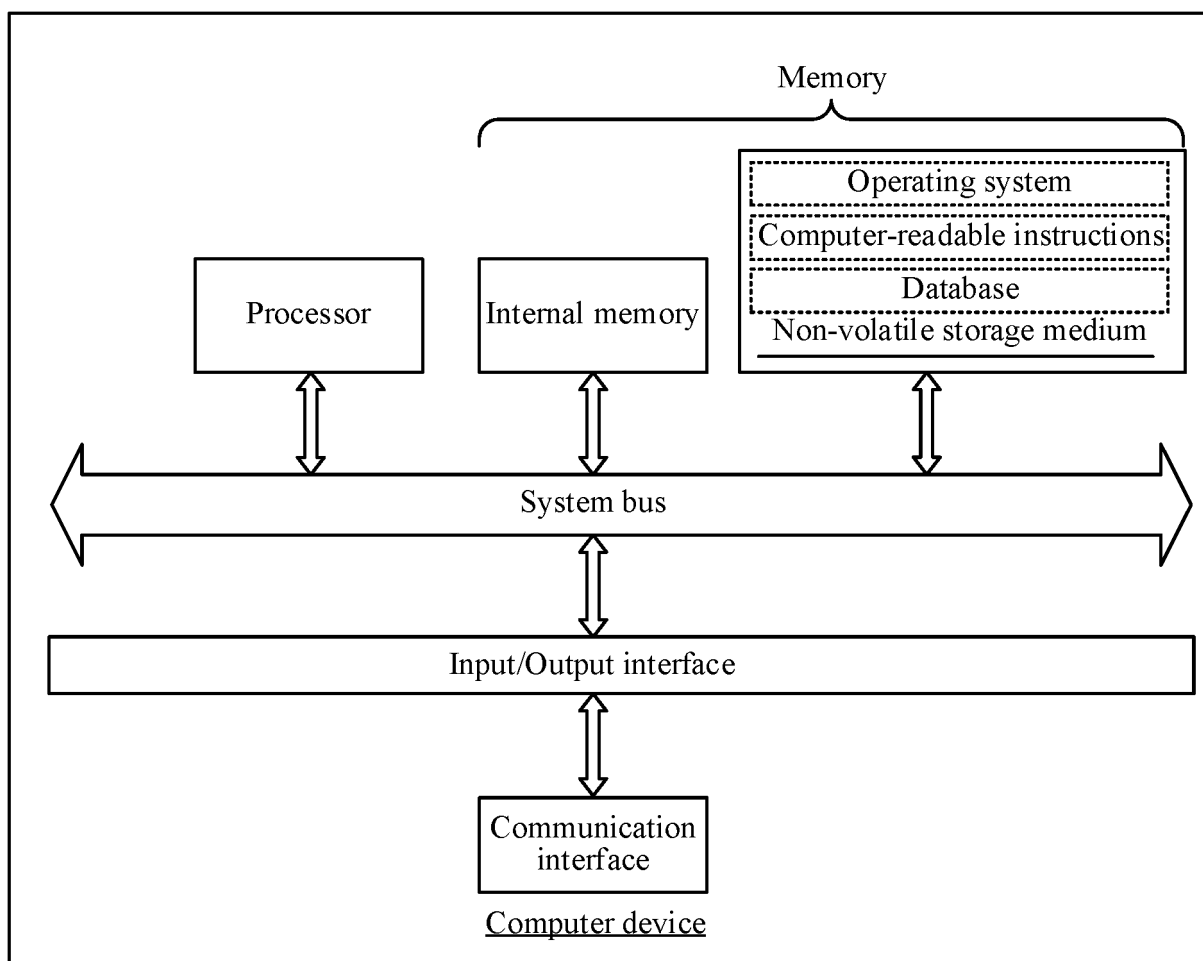 Memory
Operating system
Computer-readable instructions
Database
Non-volatile storage medium
Processor
Internal memory
System bus
Input/Output interface
Communication
interface
Computer device